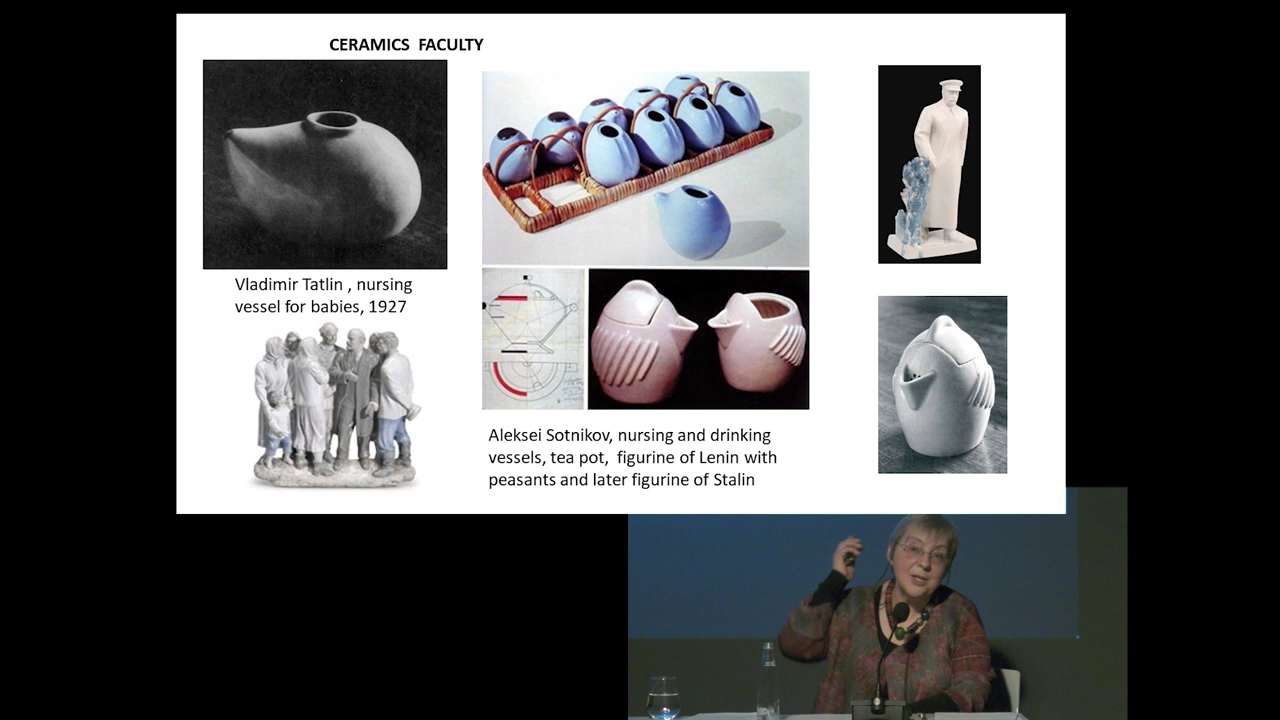 CERAMICS FACULTY
Vladimir Tatlin , nursing
vessel for babies, 1927
Aleksei Sotnikov, nursing and drinking
vessels, tea pot, figurine of Lenin with
peasants and later figurine of Stalin